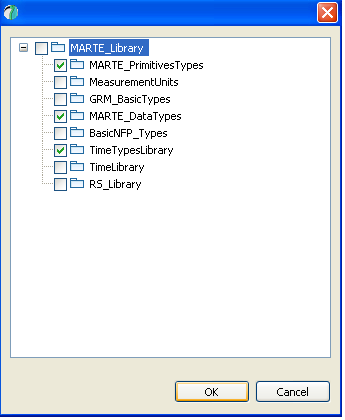 MARTE_Library
MARTE_PrimitivesTypes
MeasurementUnits
GRM_BasicTypes
MARTE_DataTypes
BasicNFP_Types
TimeTypesLibrary
TimeLibrary
RS_Library
OK Cancel